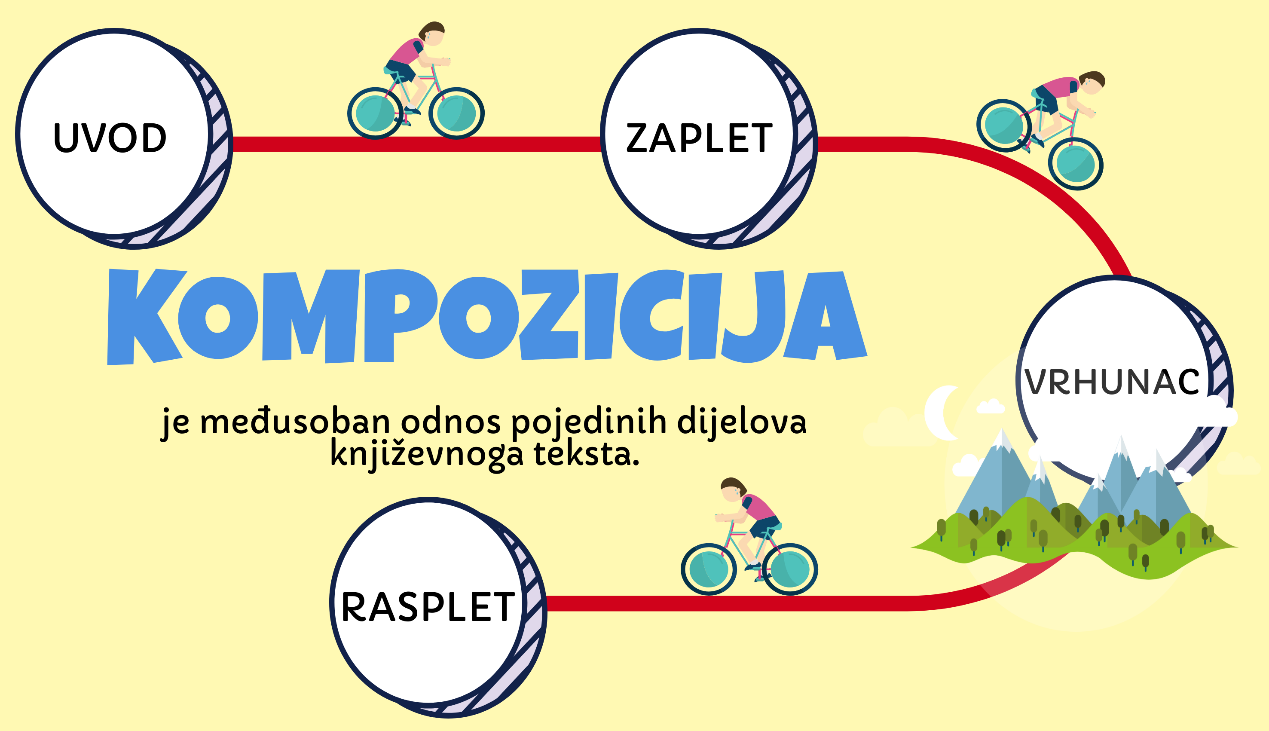 UVOD
ZAPLET
KOMPOZICIJA
VRHUNAC
je međusoban odnos pojedinih dijelova
književnoga teksta.
RASPLET